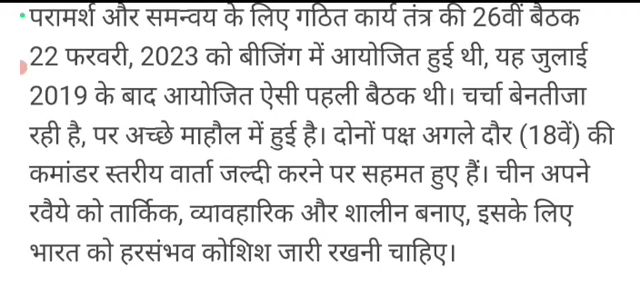 परामर्श और समन्वय के लिए गठित कार्य तंत्र की 26वीं बैठक
22 फरवरी, 2023 को बीजिंग में आयोजित हुई थी, यह जुलाई
2019 के बाद आयोजित ऐसी पहली बैठक थी। चर्चा बेनतीजा
रही है, पर अच्छे माहौल में हुई है। दोनों पक्ष अगले दौर (18वें) की
कमांडर स्तरीय वार्ता जल्दी करने पर सहमत हुए हैं। चीन अपने
रवैये को तार्किक, व्यावहारिक और शालीन बनाए, इसके लिए
भारत को हरसंभव कोशिश जारी रखनी चाहिए।